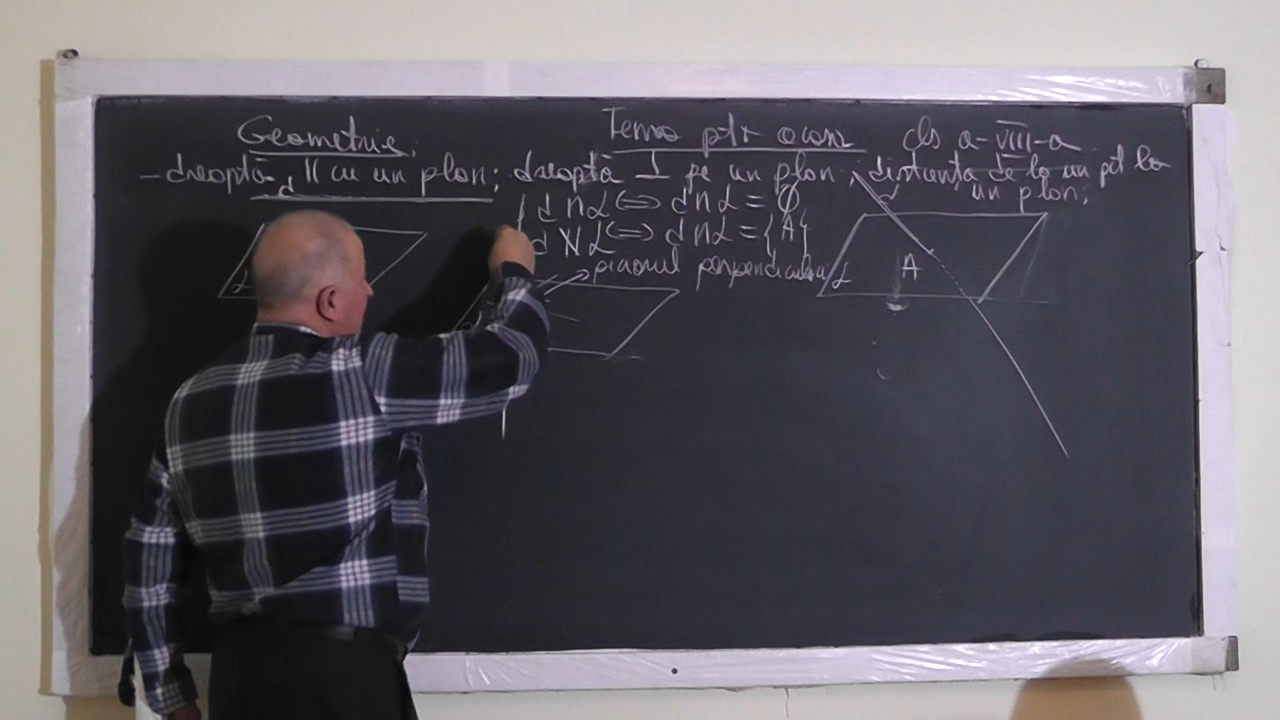 Geometrie. Tema ptr acasă cls a-VIII-a
- dreaptă || cu un plan; dreaptă ⊥ pe un plan; distanța de la un pct la
un plan;
d
d ∥ α ⇔ d ∩ α = ∅
d ∦ α ⇔ d ∩ α = {A}
piciorul perpendicularei
α
α
A